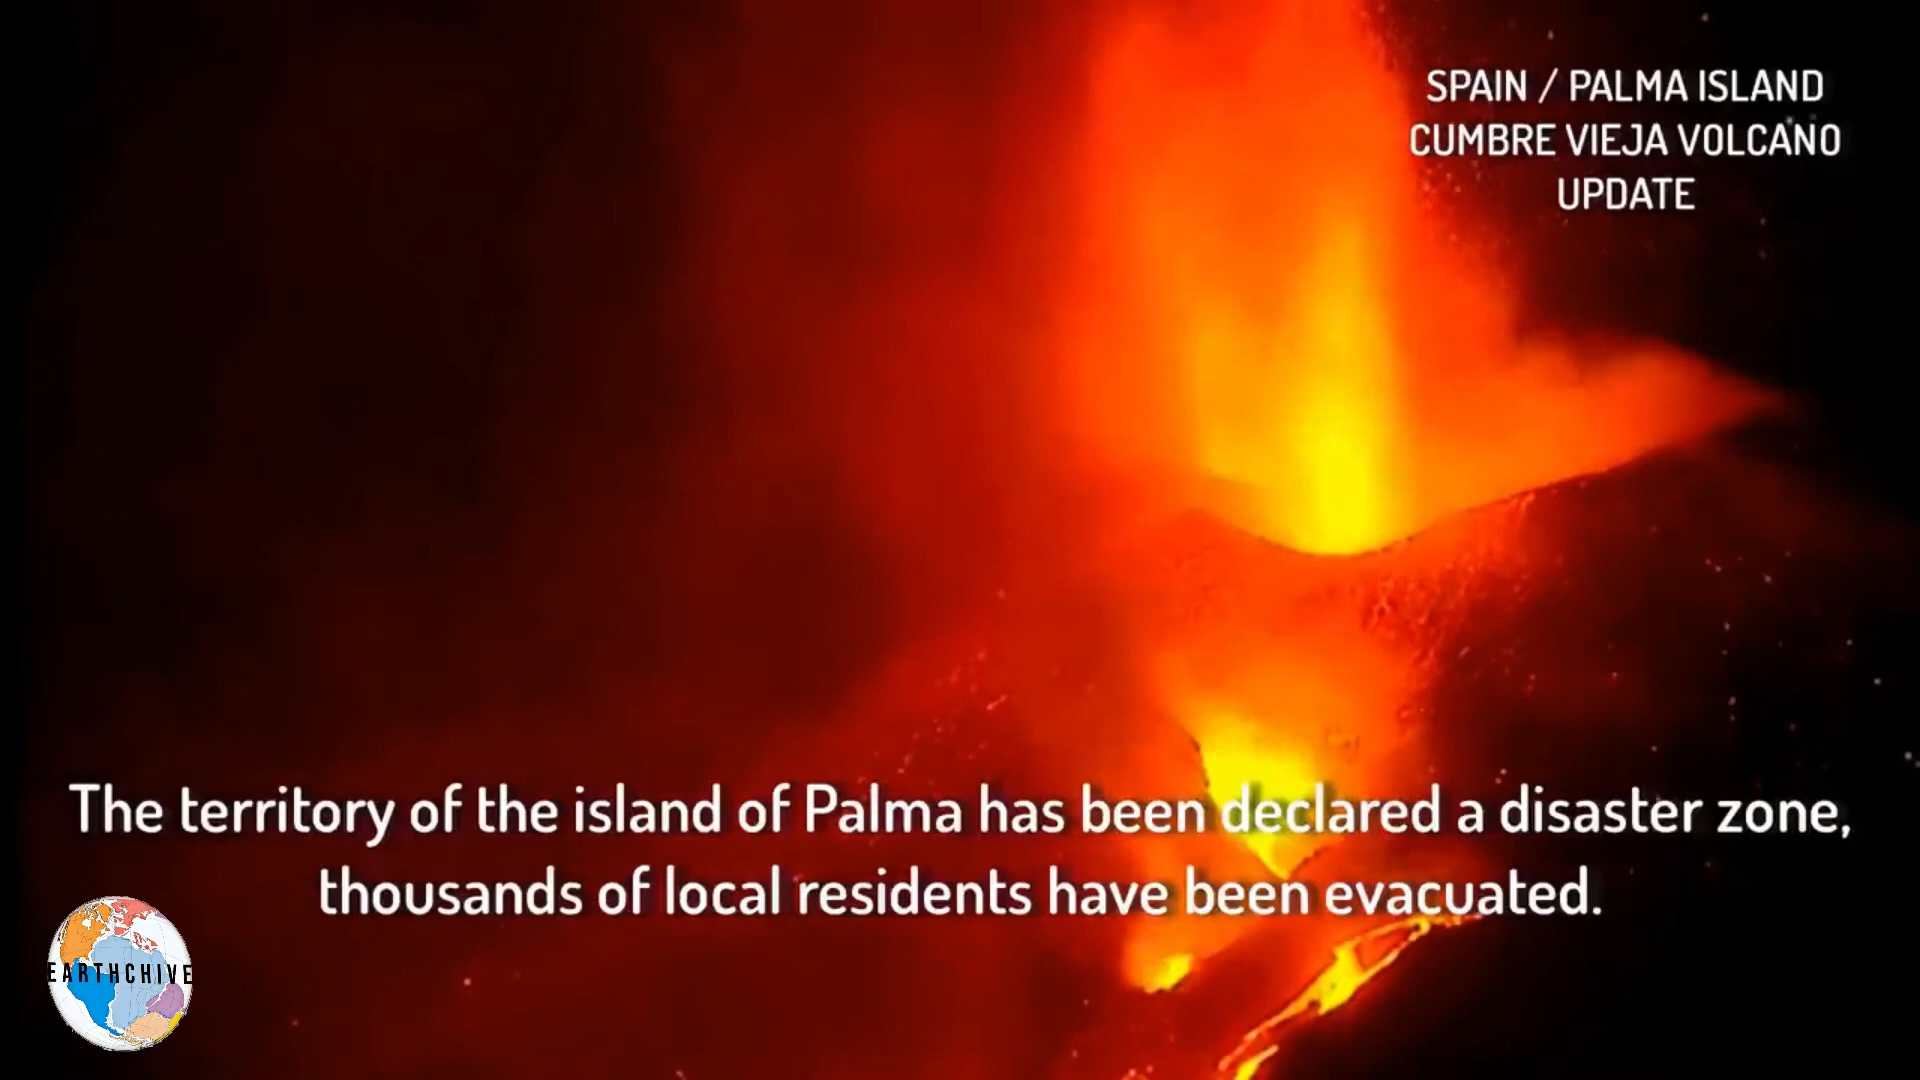 SPAIN / PALMA ISLAND
CUMBRE VIEJA VOLCANO
UPDATE
The territory of the island of Palma has been declared a disaster zone,
thousands of local residents have been evacuated.
EARTHCHIVE